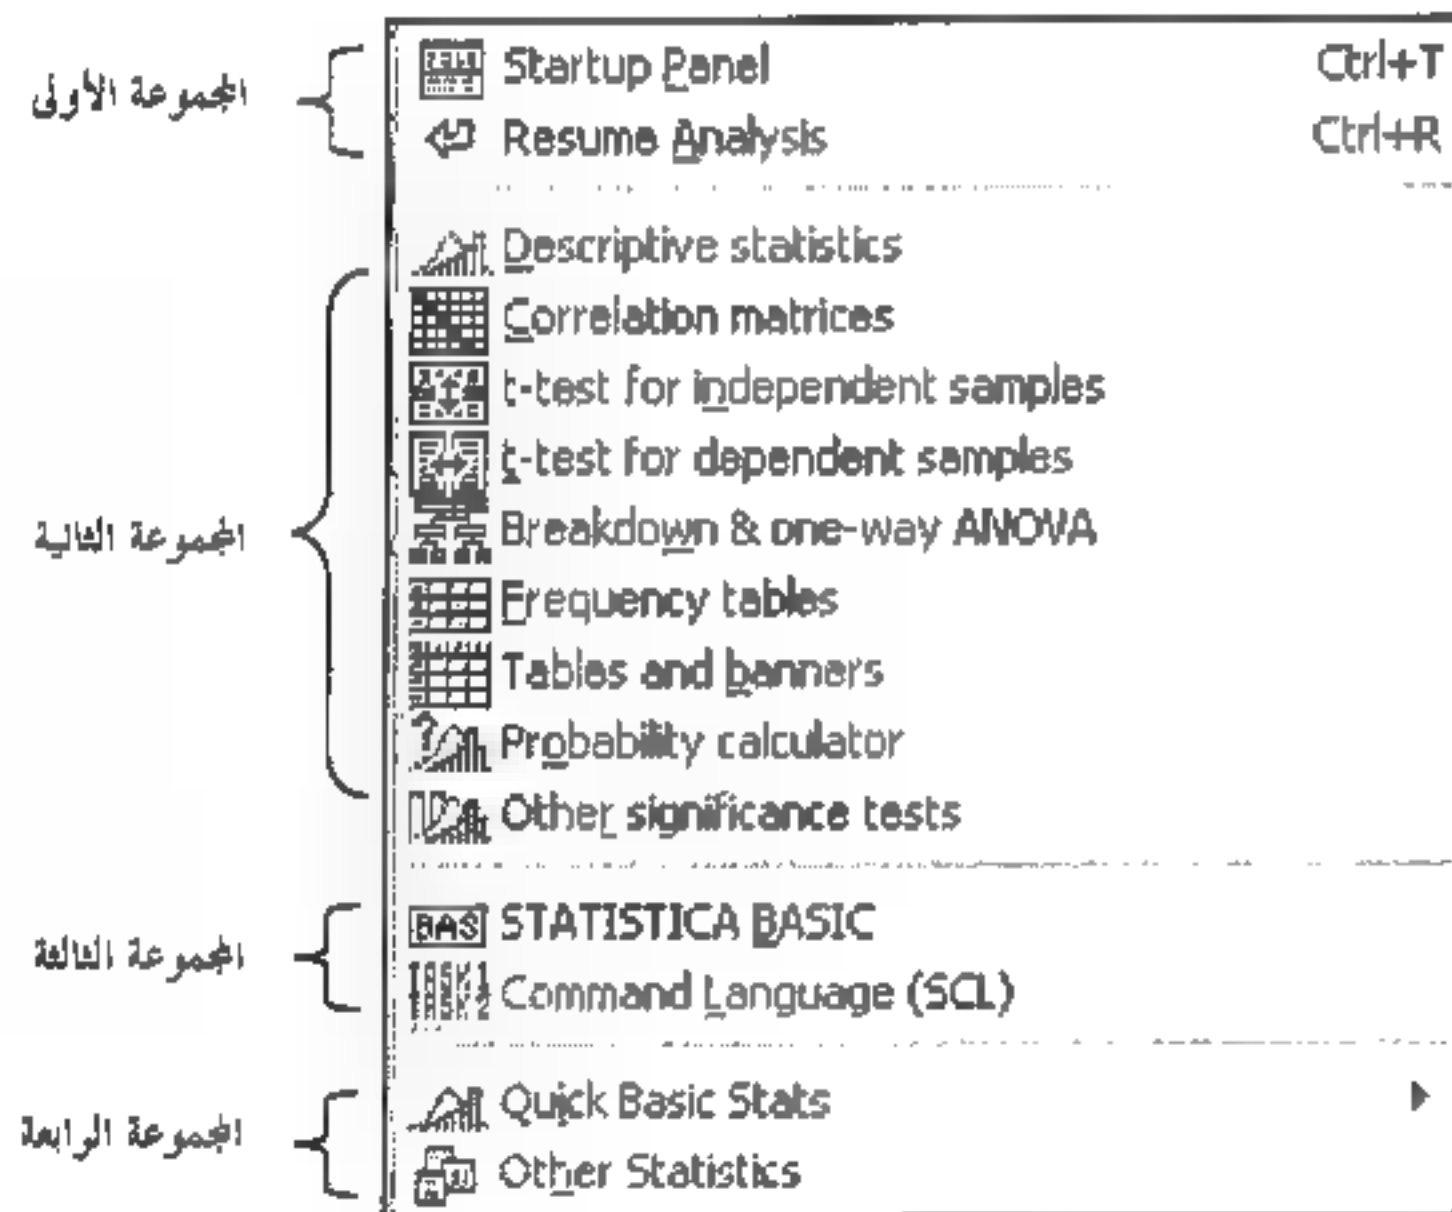 المجموعة الأولى
Startup Panel Ctrl+T
Resume Analysis Ctrl+R
المجموعة الثانية
Descriptive statistics
Correlation matrices
t-test for independent samples
t-test for dependent samples
Breakdown & one-way ANOVA
Frequency tables
Tables and banners
Probability calculator
Other significance tests
المجموعة الثالثة
BAS STATISTICA BASIC
Command Language (SCL)
المجموعة الرابعة
Quick Basic Stats
Other Statistics